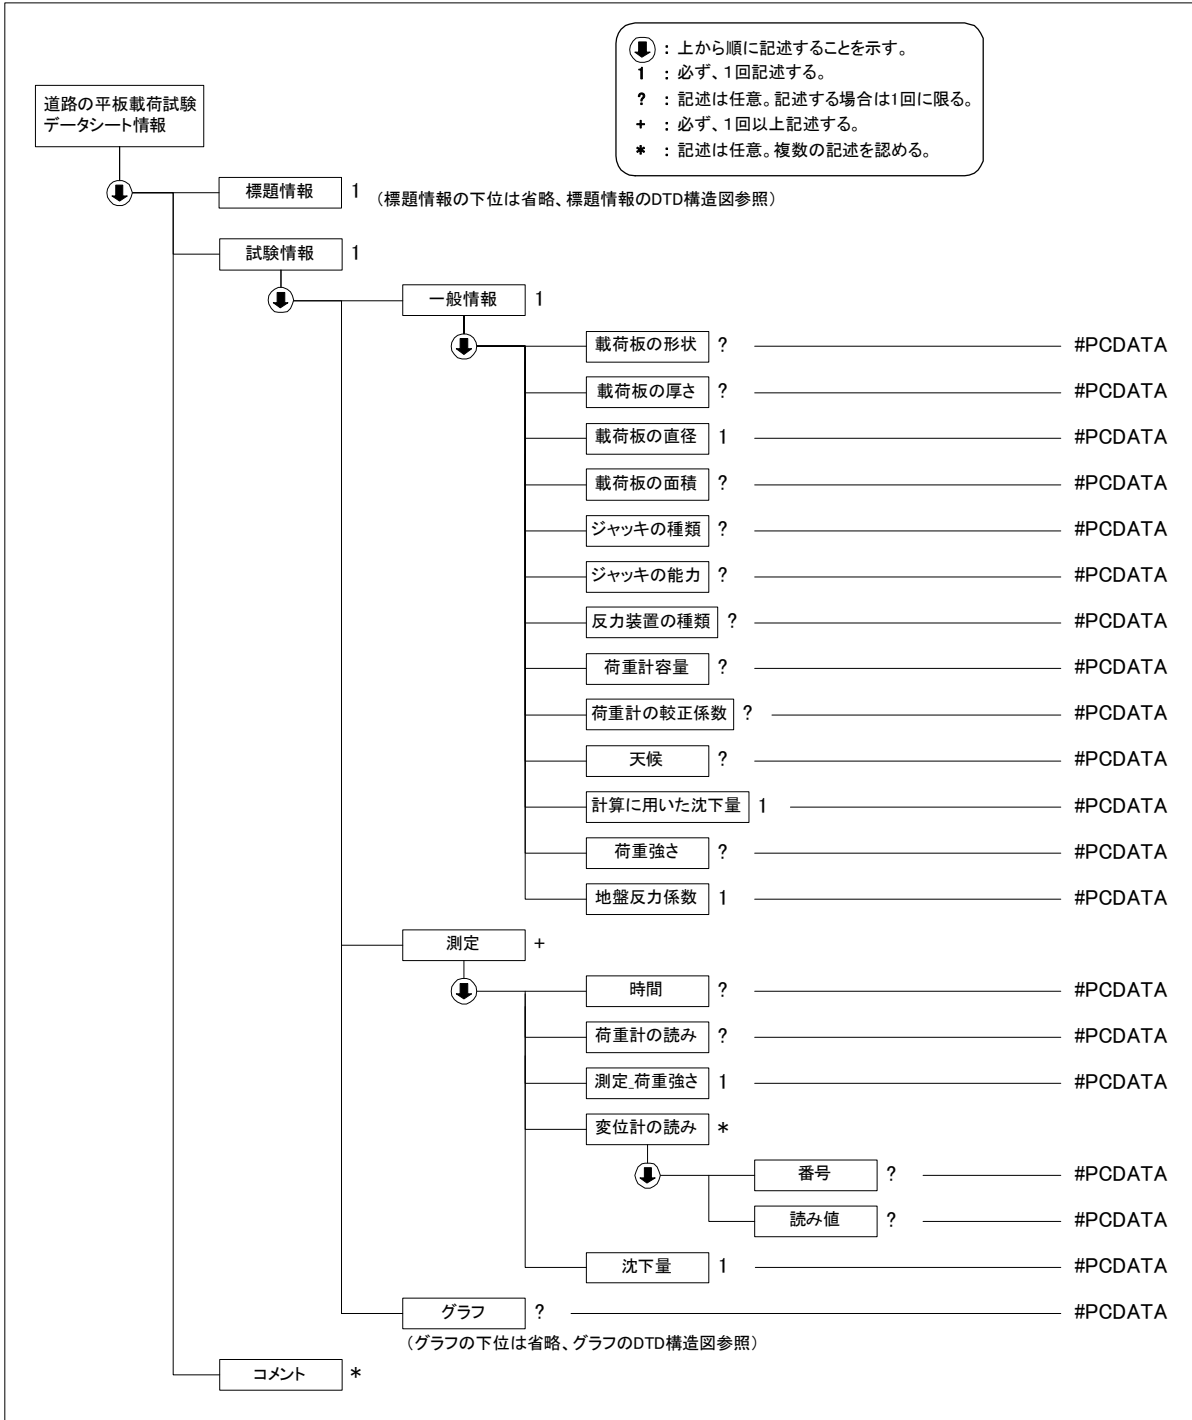 ：上から順に記述することを示す。
1 ：必ず、1回記述する。
? ：記述は任意。記述する場合は1回に限る。
+ ：必ず、1回以上記述する。
* ：記述は任意。複数の記述を認める。
道路の平板載荷試験
データシート情報
標題情報 1 （標題情報の下位は省略、標題情報のDTD構造図参照）
試験情報 1
一般情報 1
載荷板の形状 ? #PCDATA
載荷板の厚さ ? #PCDATA
載荷板の直径 1 #PCDATA
載荷板の面積 ? #PCDATA
ジャッキの種類 ? #PCDATA
ジャッキの能力 ? #PCDATA
反力装置の種類 ? #PCDATA
荷重計容量 ? #PCDATA
荷重計の較正係数 ? #PCDATA
天候 ? #PCDATA
計算に用いた沈下量 1 #PCDATA
荷重強さ ? #PCDATA
地盤反力係数 1 #PCDATA
測定 +
時間 ? #PCDATA
荷重計の読み ? #PCDATA
測定_荷重強さ 1 #PCDATA
変位計の読み *
番号 ? #PCDATA
読み値 ? #PCDATA
沈下量 1 #PCDATA
グラフ ? #PCDATA
（グラフの下位は省略、グラフのDTD構造図参照）
コメント *